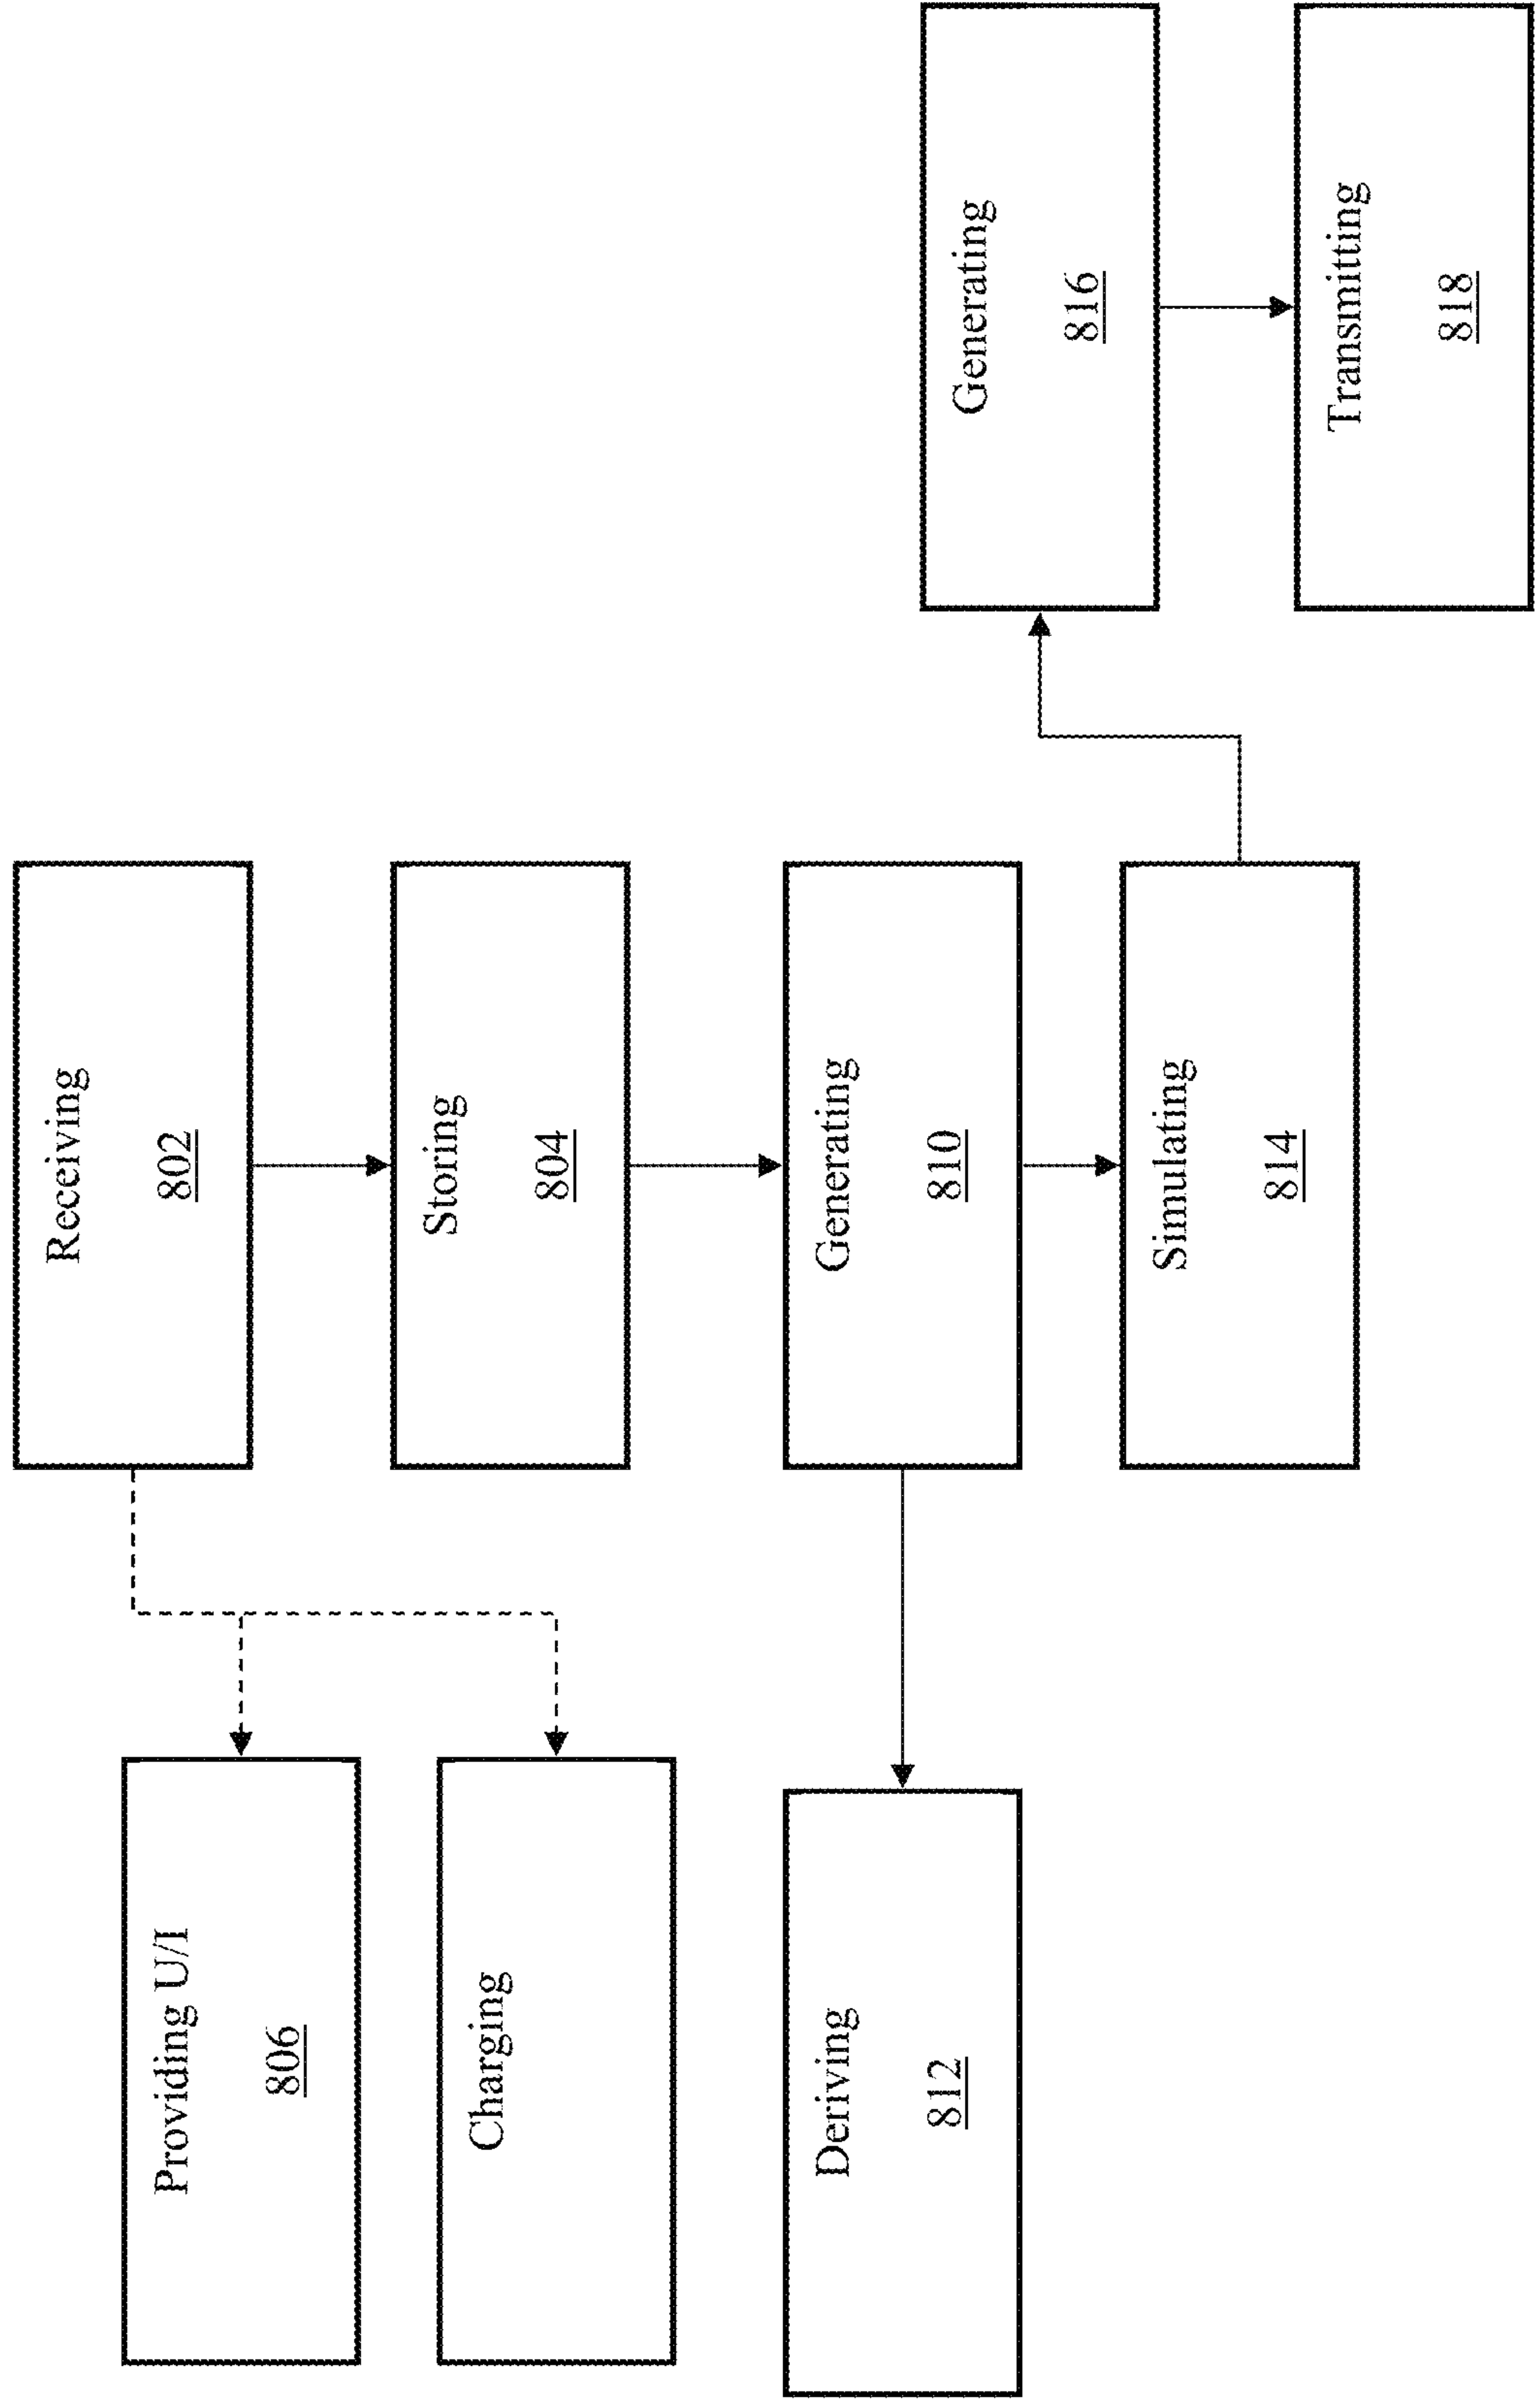 Receiving
802
Storing
804
Providing U/I
806
Charging
Generating
810
Deriving
812
Simulating
814
Generating
816
Transmitting
818